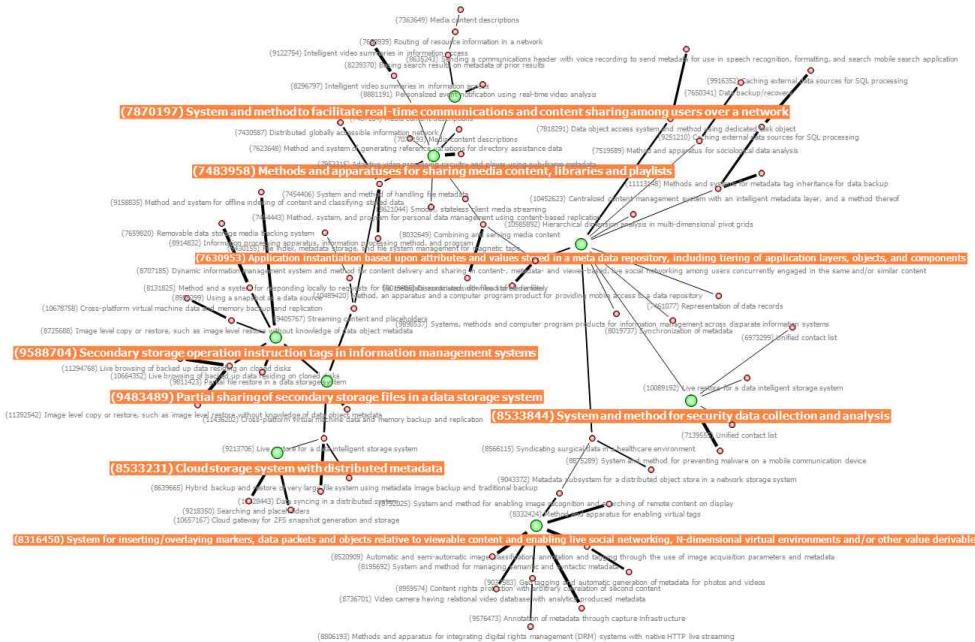 (7363649) Media content descriptions
(9122754) Intelligent video summaries in information access
Routing of resource information in a network
(8635243) Sending a communications header with voice recording to send metadata for use in speech recognition, formatting, and search mobile search application
(8239370) Basing search results on metadata of prior results
(9916352) Caching external data sources for SQL processing
(8296797) Intelligent video summaries in information access
(8881191) Personalized event notification using real-time video analysis
(7650341) Data backup/recovery
(7870197) System and method to facilitate real-time communications and content sharing among users over a network
(7430587) Distributed globally accessible information network
Media content descriptions
(7818291) Data object access system and method using dedicated task object
(9251210) Caching external data sources for SQL processing
(7623648) Method and system of generating reference variations for directory assistance data
(7519589) Method and apparatus for sociological data analysis
(7483958) Methods and apparatuses for sharing media content, libraries and playlists
(11113148) Methods and systems for metadata tag inheritance for data backup
(7454406) System and method of handling file metadata
(9158835) Method and system for offline indexing of content and classifying stored data
(10452623) Centralized content management system with an intelligent metadata layer, and a method thereof
(8621044) Smooth, stateless client media streaming
Method, system, and program for personal data management using content-based replication
(10565892) Hierarchical dimension analysis in multi-dimensional pivot grids
(7659820) Removable data storage media tracking system
(8032649) Combining and serving media content
(8914832) Information processing apparatus, information processing method, and program
File index, metadata storage, and file system management for magnetic tape
(7630953) Application instantiation based upon attributes and values stored in a meta data repository, including tiering of application layers, objects, and components
(8707185) Dynamic information management system and method for content delivery and sharing in content-, metadata- and viewer-based, live social networking among users concurrently engaged in the same and/or similar content
(8131825) Method and a system for responding locally to requests for
Using a snapshot as a data source
(10489420) Method, an apparatus and a computer program product for providing mobile access to a data repository
(10678758) Cross-platform virtual machine data and memory backup and replication
(7461077) Representation of data records
(9405767) Streaming content and placeholders
(9898537) Systems, methods and computer program products for information management across disparate information systems
(8725688) Image level copy or restore, such as image level restore without knowledge of data object metadata
(8019737) Synchronization of metadata
(6973299) Unified contact list
(9588704) Secondary storage operation instruction tags in information management systems
(11294768) Live browsing of backed up data residing on cloned disks
(10664352) Live browsing of backed up data residing on cloned disks
(9811423) Partial file restore in a data storage system
(10089192) Live restore for a data intelligent storage system
(9483489) Partial sharing of secondary storage files in a data storage system
(11392542) Image level copy or restore, such as image level restore without knowledge of data object metadata
(8533844) System and method for security data collection and analysis
(11436202) Cross-platform virtual machine data and memory backup and replication
Unified contact list
(9213706) Live restore for a data intelligent storage system
(8566115) Syndicating surgical data in a healthcare environment
(8875289) System and method for preventing malware on a mobile communication device
(8533231) Cloud storage system with distributed metadata
(9043372) Metadata subsystem for a distributed object store in a network storage system
(8639665) Hybrid backup and restore of very large file system using metadata image backup and traditional backup
Data syncing in a distributed system
System and method for enabling image recognition and searching of remote content on display
(9218350) Searching and placeholders
(8332424) Method and apparatus for enabling virtual tags
(10657167) Cloud gateway for ZFS snapshot generation and storage
(8316450) System for inserting/overlaying markers, data packets and objects relative to viewable content and enabling live social networking, N-dimensional virtual environments and/or other value derivable
(8520909) Automatic and semi-automatic image classification, annotation and tagging through the use of image acquisition parameters and metadata
(8195692) System and method for managing semantic and syntactic metadata
Geo tagging and automatic generation of metadata for photos and videos
(8959574) Content rights protection with arbitrary correlation of second content
(8736701) Video camera having relational video database with analytics-produced metadata
(9576473) Annotation of metadata through capture infrastructure
(8806193) Methods and apparatus for integrating digital rights management (DRM) systems with native HTTP live streaming